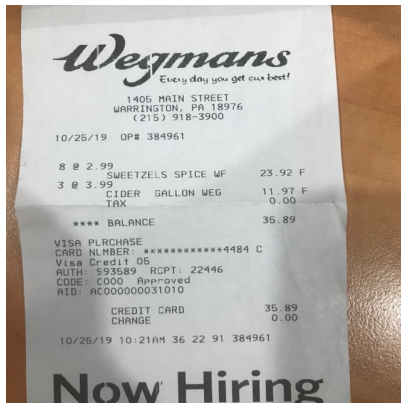 Wegmans
Every day you get our best!
1405 MAIN STREET
WARRINGTON, PA 18976
(215) 918-3900
10/25/19 OP# 384961
8 @ 2.99
SWEETZELS SPICE WF 23.92 F
3 @ 3.99
CIDER GALLON WEG 11.97 F
TAX 0.00
**** BALANCE 35.89
VISA PURCHASE
CARD NUMBER: ************4484 C
Visa Credit 05
AUTH: S93589 RCPT: 22446
CODE: C000 Approved
AID: AC000000031010
CREDIT CARD 35.89
CHANGE 0.00
10/25/19 10:21AM 36 22 91 384961
Now Hiring